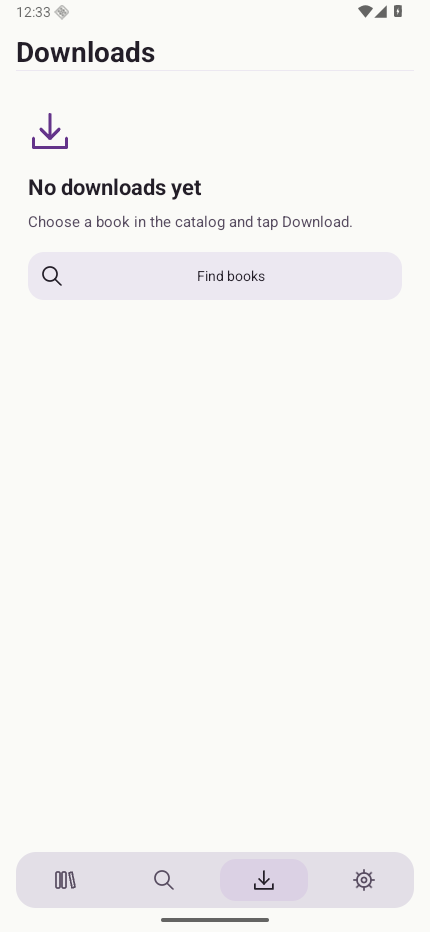 12:33
Downloads
No downloads yet
Choose a book in the catalog and tap Download.
Find books